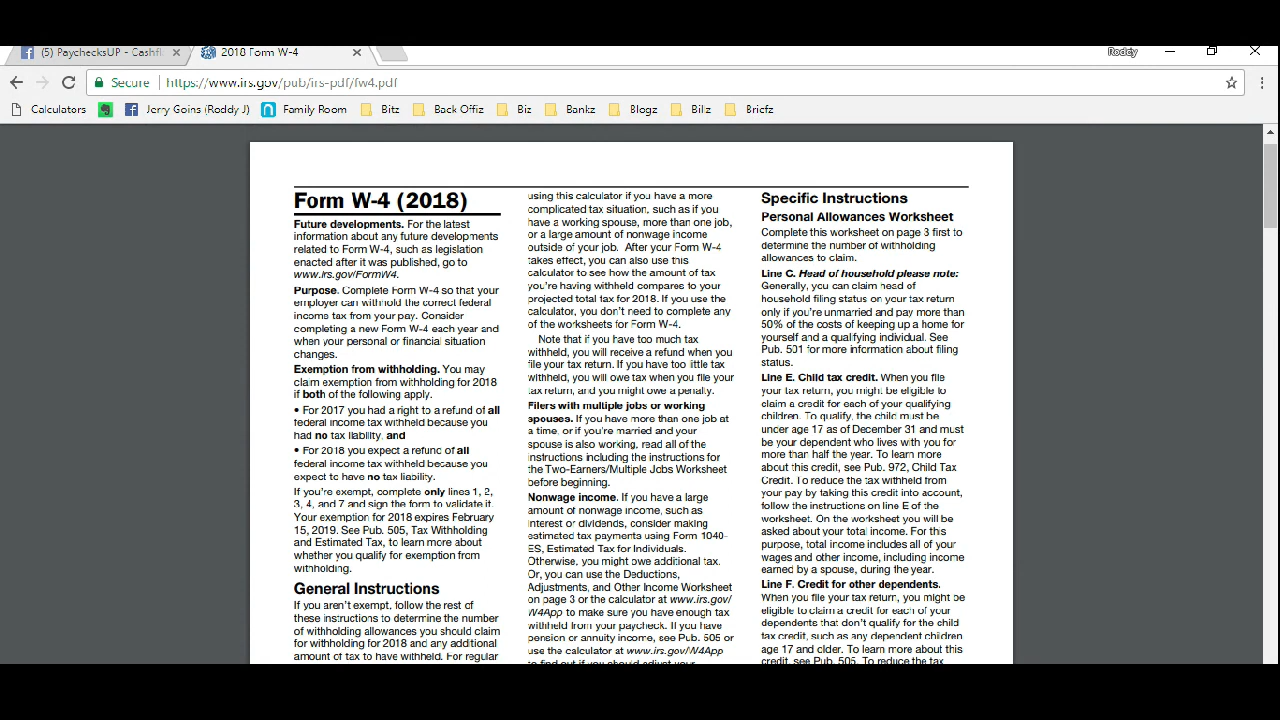 (5) PaychecksUP - Cashfl
2018 Form W-4
Roddy
Secure
https://www.irs.gov/pub/irs-pdf/fw4.pdf
Calculators
Jerry Goins (Roddy J)
Family Room
Bitz
Back Offiz
Biz
Bankz
Blogz
Billz
Briefz
Form W-4 (2018)
Future developments. For the latest
information about any future developments
related to Form W-4, such as legislation
enacted after it was published, go to
www.irs.gov/FormW4.
Purpose. Complete Form W-4 so that your
employer can withhold the correct federal
income tax from your pay. Consider
completing a new Form W-4 each year and
when your personal or financial situation
changes.
Exemption from withholding. You may
claim exemption from withholding for 2018
if both of the following apply.
• For 2017 you had a right to a refund of all
federal income tax withheld because you
had no tax liability, and
• For 2018 you expect a refund of all
federal income tax withheld because you
expect to have no tax liability.
If you're exempt, complete only lines 1, 2,
3, 4, and 7 and sign the form to validate it.
Your exemption for 2018 expires February
15, 2019. See Pub. 505, Tax Withholding
and Estimated Tax, to learn more about
whether you qualify for exemption from
withholding.
General Instructions
If you aren't exempt, follow the rest of
these instructions to determine the number
of withholding allowances you should claim
for withholding for 2018 and any additional
amount of tax to have withheld. For regular
using this calculator if you have a more
complicated tax situation, such as if you
have a working spouse, more than one job,
or a large amount of nonwage income
outside of your job. After your Form W-4
takes effect, you can also use this
calculator to see how the amount of tax
you're having withheld compares to your
projected total tax for 2018. If you use the
calculator, you don't need to complete any
of the worksheets for Form W-4.
Note that if you have too much tax
withheld, you will receive a refund when you
file your tax return. If you have too little tax
withheld, you will owe tax when you file your
tax return, and you might owe a penalty.
Filers with multiple jobs or working
spouses. If you have more than one job at
a time, or if you're married and your
spouse is also working, read all of the
instructions including the instructions for
the Two-Earners/Multiple Jobs Worksheet
before beginning.
Nonwage income. If you have a large
amount of nonwage income, such as
interest or dividends, consider making
estimated tax payments using Form 1040-
ES, Estimated Tax for Individuals.
Otherwise, you might owe additional tax.
Or, you can use the Deductions,
Adjustments, and Other Income Worksheet
on page 3 or the calculator at www.irs.gov/
W4App to make sure you have enough tax
withheld from your paycheck. If you have
pension or annuity income, see Pub. 505 or
use the calculator at www.irs.gov/W4App
to find out if you should adjust your
Specific Instructions
Personal Allowances Worksheet
Complete this worksheet on page 3 first to
determine the number of withholding
allowances to claim.
Line C. Head of household please note:
Generally, you can claim head of
household filing status on your tax return
only if you're unmarried and pay more than
50% of the costs of keeping up a home for
yourself and a qualifying individual. See
Pub. 501 for more information about filing
status.
Line E. Child tax credit. When you file
your tax return, you might be eligible to
claim a credit for each of your qualifying
children. To qualify, the child must be
under age 17 as of December 31 and must
be your dependent who lives with you for
more than half the year. To learn more
about this credit, see Pub. 972, Child Tax
Credit. To reduce the tax withheld from
your pay by taking this credit into account,
follow the instructions on line E of the
worksheet. On the worksheet you will be
asked about your total income. For this
purpose, total income includes all of your
wages and other income, including income
earned by a spouse, during the year.
Line F. Credit for other dependents.
When you file your tax return, you might be
eligible to claim a credit for each of your
dependents that don't qualify for the child
tax credit, such as any dependent children
age 17 and older. To learn more about this
credit, see Pub. 505. To reduce the tax